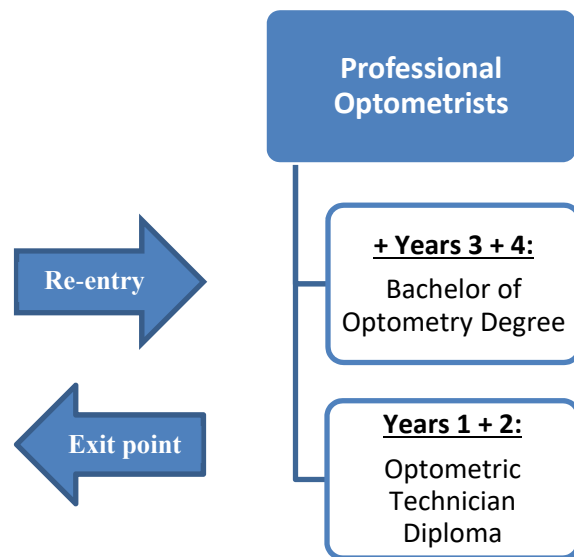 Professional
Optometrists
Re-entry
+ Years 3 + 4:
Bachelor of
Optometry Degree
Exit point
Years 1 + 2:
Optometric
Technician
Diploma